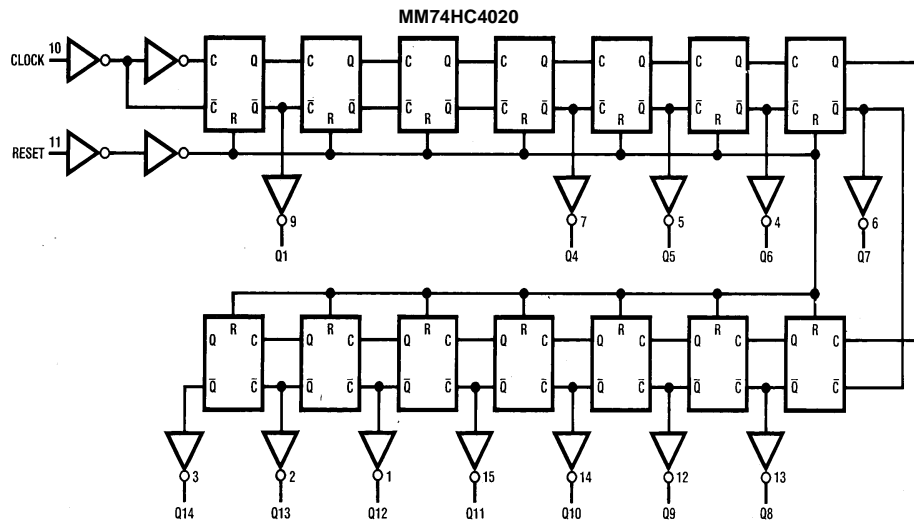 MM74HC4020
CLOCK 10
C Q C Q C Q C Q C Q C Q C Q
C̅ Q̅ C̅ Q̅ C̅ Q̅ C̅ Q̅ C̅ Q̅ C̅ Q̅ C̅ Q̅
R R R R R R R
RESET 11
9 7 5 4 6
Q1 Q4 Q5 Q6 Q7
R R R R R R R
Q C Q C Q C Q C Q C Q C Q C
Q̅ C̅ Q̅ C̅ Q̅ C̅ Q̅ C̅ Q̅ C̅ Q̅ C̅ Q̅ C̅
3 2 1 15 14 12 13
Q14 Q13 Q12 Q11 Q10 Q9 Q8